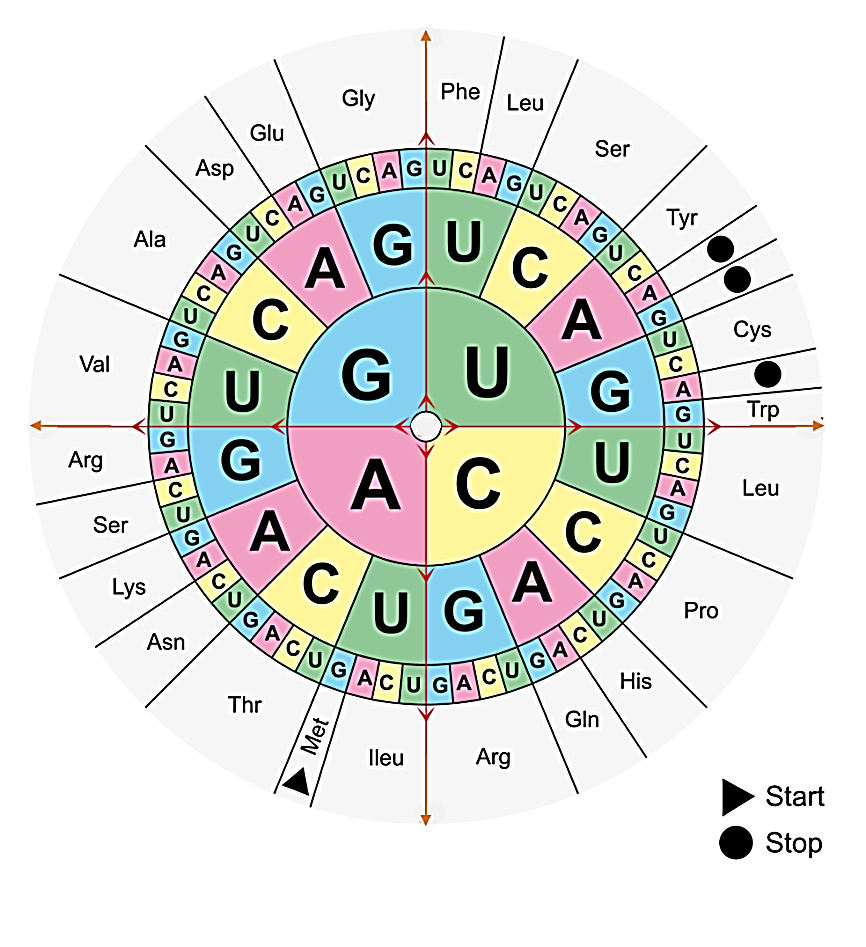 Phe
Leu
Ser
Tyr
Cys
Trp
Leu
Pro
His
Gln
Arg
Ileu
Met
Thr
Asn
Lys
Ser
Arg
Val
Ala
Asp
Glu
Gly
U C A G U C A G U C A G U C A G
U C A G U C A G U C A G U C A G
U C A G U C A G U C A G U C A G
U C A G U C A G U C A G U C A G
U C A G
U C A G
U C A G
U C A G
U C A G
Start
Stop